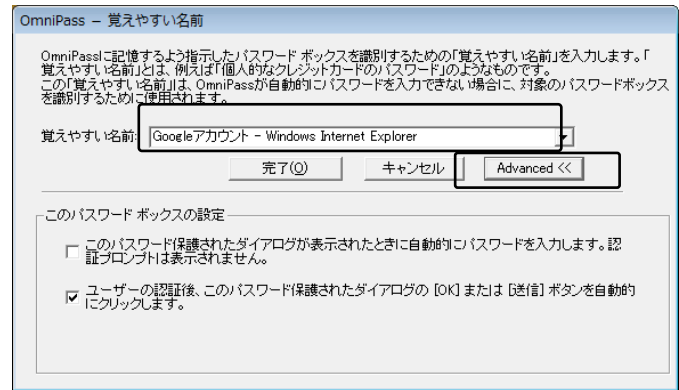 OmniPass – 覚えやすい名前
OmniPassに記憶するよう指示したパスワード ボックスを識別するための「覚えやすい名前」を入力します。「
覚えやすい名前」とは、例えば「個人的なクレジットカードのパスワード」のようなものです。
この「覚えやすい名前」は、OmniPassが自動的にパスワードを入力できない場合に、対象のパスワードボックス
を識別するために使用されます。
覚えやすい名前: Googleアカウント - Windows Internet Explorer
完了(O) キャンセル Advanced <<
このパスワード ボックスの設定
このパスワード保護されたダイアログが表示されたときに自動的にパスワードを入力します。認
証プロンプトは表示されません。
ユーザーの認証後、このパスワード保護されたダイアログの [OK] または [送信] ボタンを自動的
にクリックします。